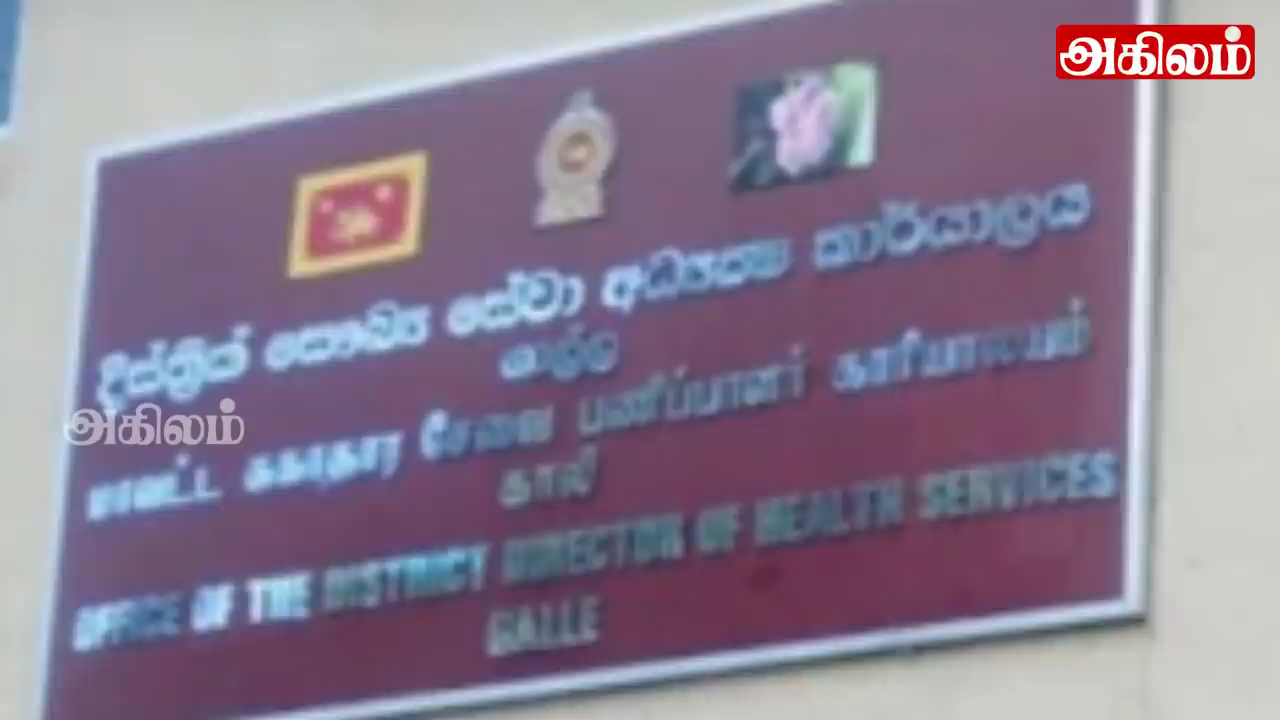 அகிலம்
දිස්ත්‍රික් සෞඛ්‍ය සේවා අධ්‍යක්ෂ කාර්යාලය
ගාල්ල
மாவட்ட சுகாதார சேவை பணிப்பாளர் காரியாலயம்
காலி
OFFICE OF THE DISTRICT DIRECTOR OF HEALTH SERVICES
GALLE
அகிலம்